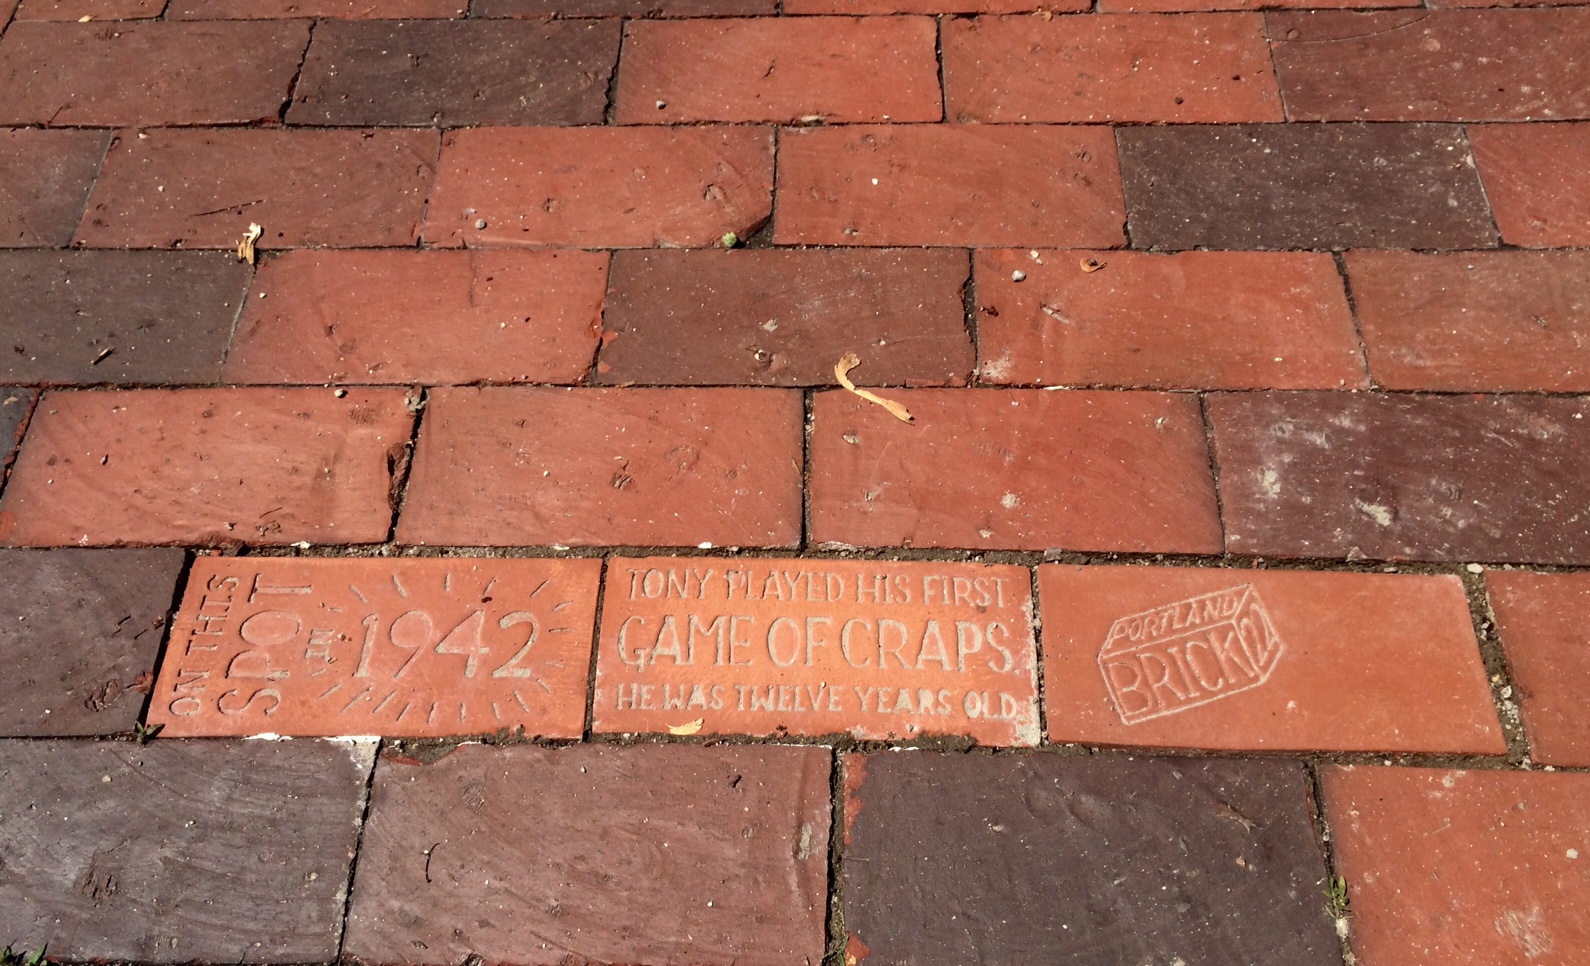 ON THIS
SPOT
IN
1942
TONY PLAYED HIS FIRST
GAME OF CRAPS.
HE WAS TWELVE YEARS OLD.
PORTLAND
BRICK 2